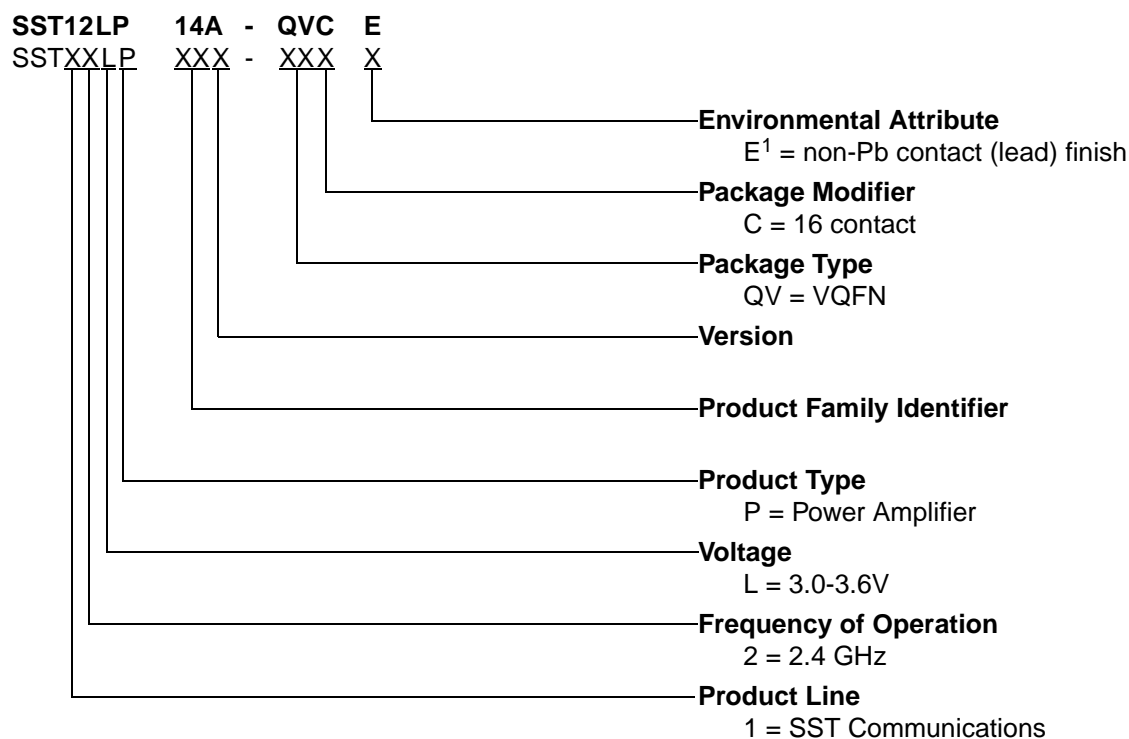 SST12LP 14A - QVC E
SSTXXLP XXX - XXX X
Environmental Attribute
E1 = non-Pb contact (lead) finish
Package Modifier
C = 16 contact
Package Type
QV = VQFN
Version
Product Family Identifier
Product Type
P = Power Amplifier
Voltage
L = 3.0-3.6V
Frequency of Operation
2 = 2.4 GHz
Product Line
1 = SST Communications